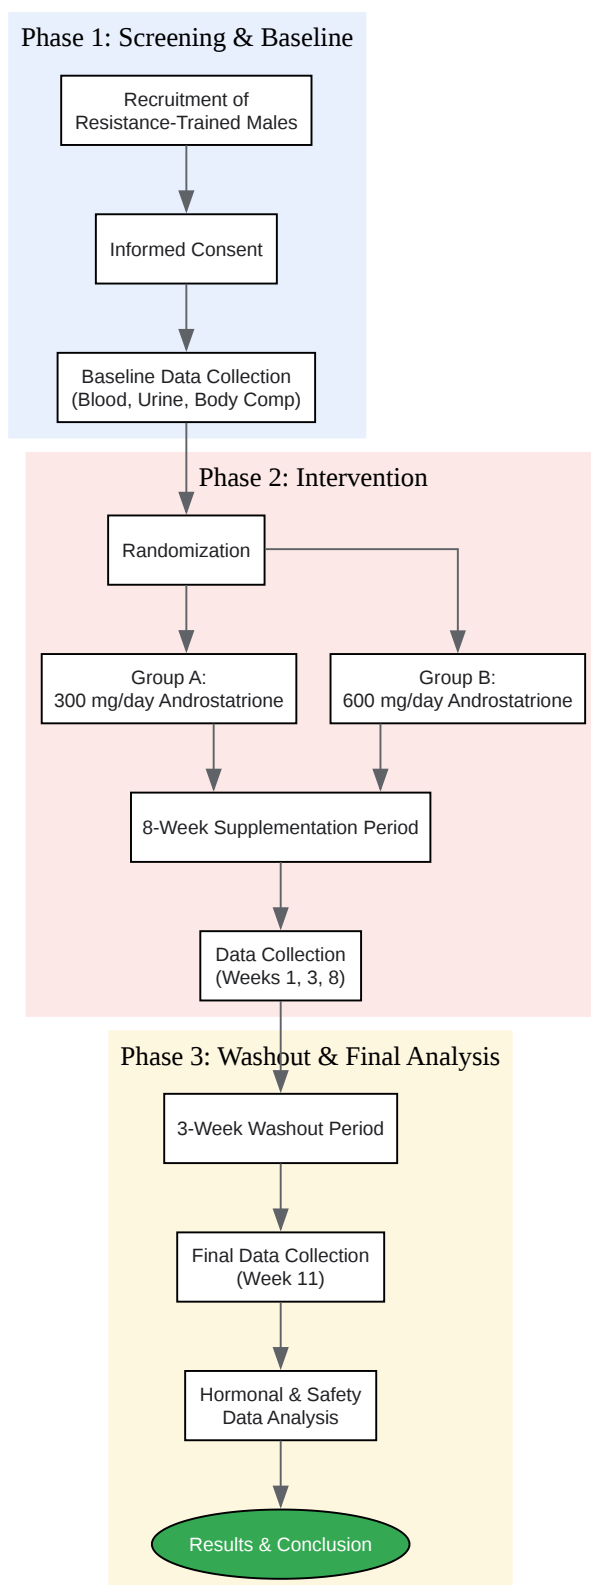 Phase 1: Screening & Baseline
Recruitment of
Resistance-Trained Males
Informed Consent
Baseline Data Collection
(Blood, Urine, Body Comp)
Phase 2: Intervention
Randomization
Group A:
300 mg/day Androstatrione
Group B:
600 mg/day Androstatrione
8-Week Supplementation Period
Data Collection
(Weeks 1, 3, 8)
Phase 3: Washout & Final Analysis
3-Week Washout Period
Final Data Collection
(Week 11)
Hormonal & Safety
Data Analysis
Results & Conclusion